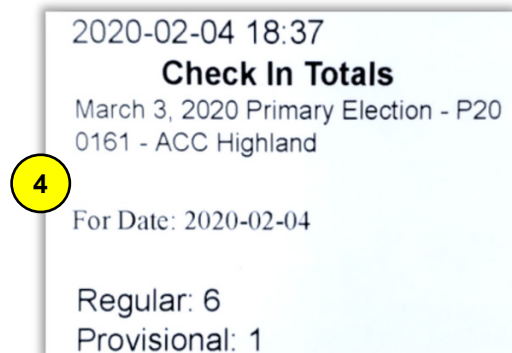 2020-02-04 18:37
Check In Totals
March 3, 2020 Primary Election - P20
0161 - ACC Highland
4
For Date: 2020-02-04
Regular: 6
Provisional: 1